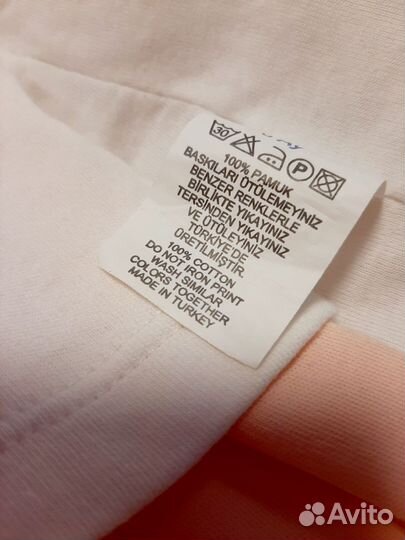 30 P
100% PAMUK
BASKILARI ÜTÜLEMEYİNİZ
BENZER RENKLERLE
BİRLİKTE YIKAYINIZ
TERSİNDEN YIKAYINIZ
VE ÜTÜLEYİNİZ
TÜRKİYE'DE
ÜRETİLMİŞTİR.
100% COTTON
DO NOT IRON PRINT
WASH SIMILAR
COLORS TOGETHER
MADE IN TURKEY
Avito